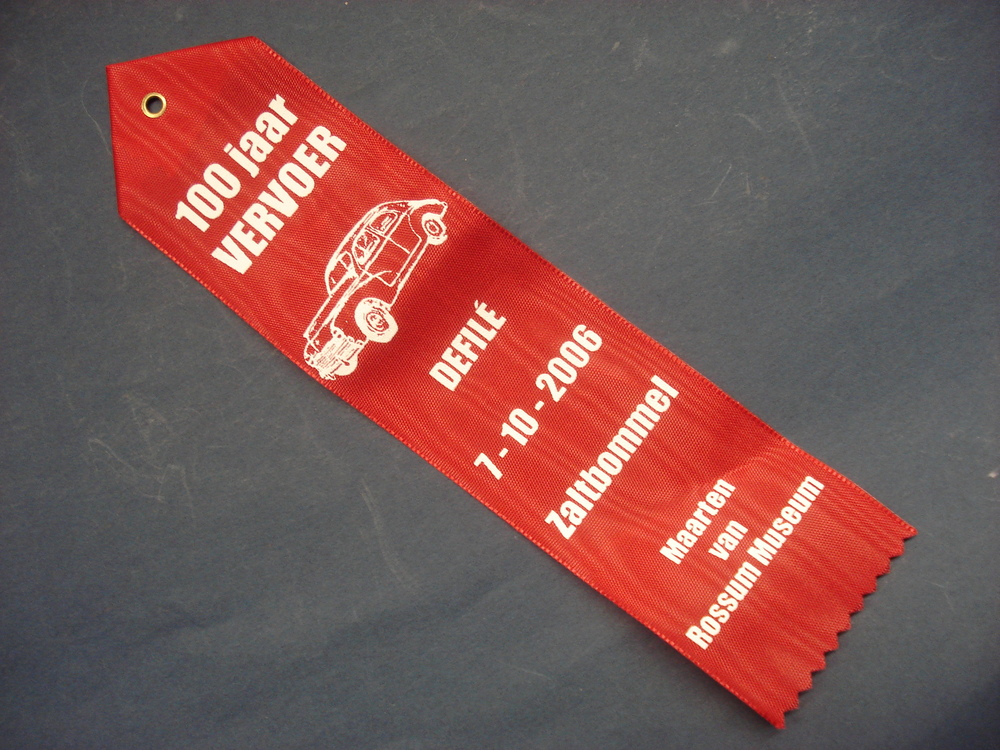 100 jaar
VERVOER
DEFILÉ
7 - 10 - 2006
Zaltbommel
Maarten
van
Rossum Museum